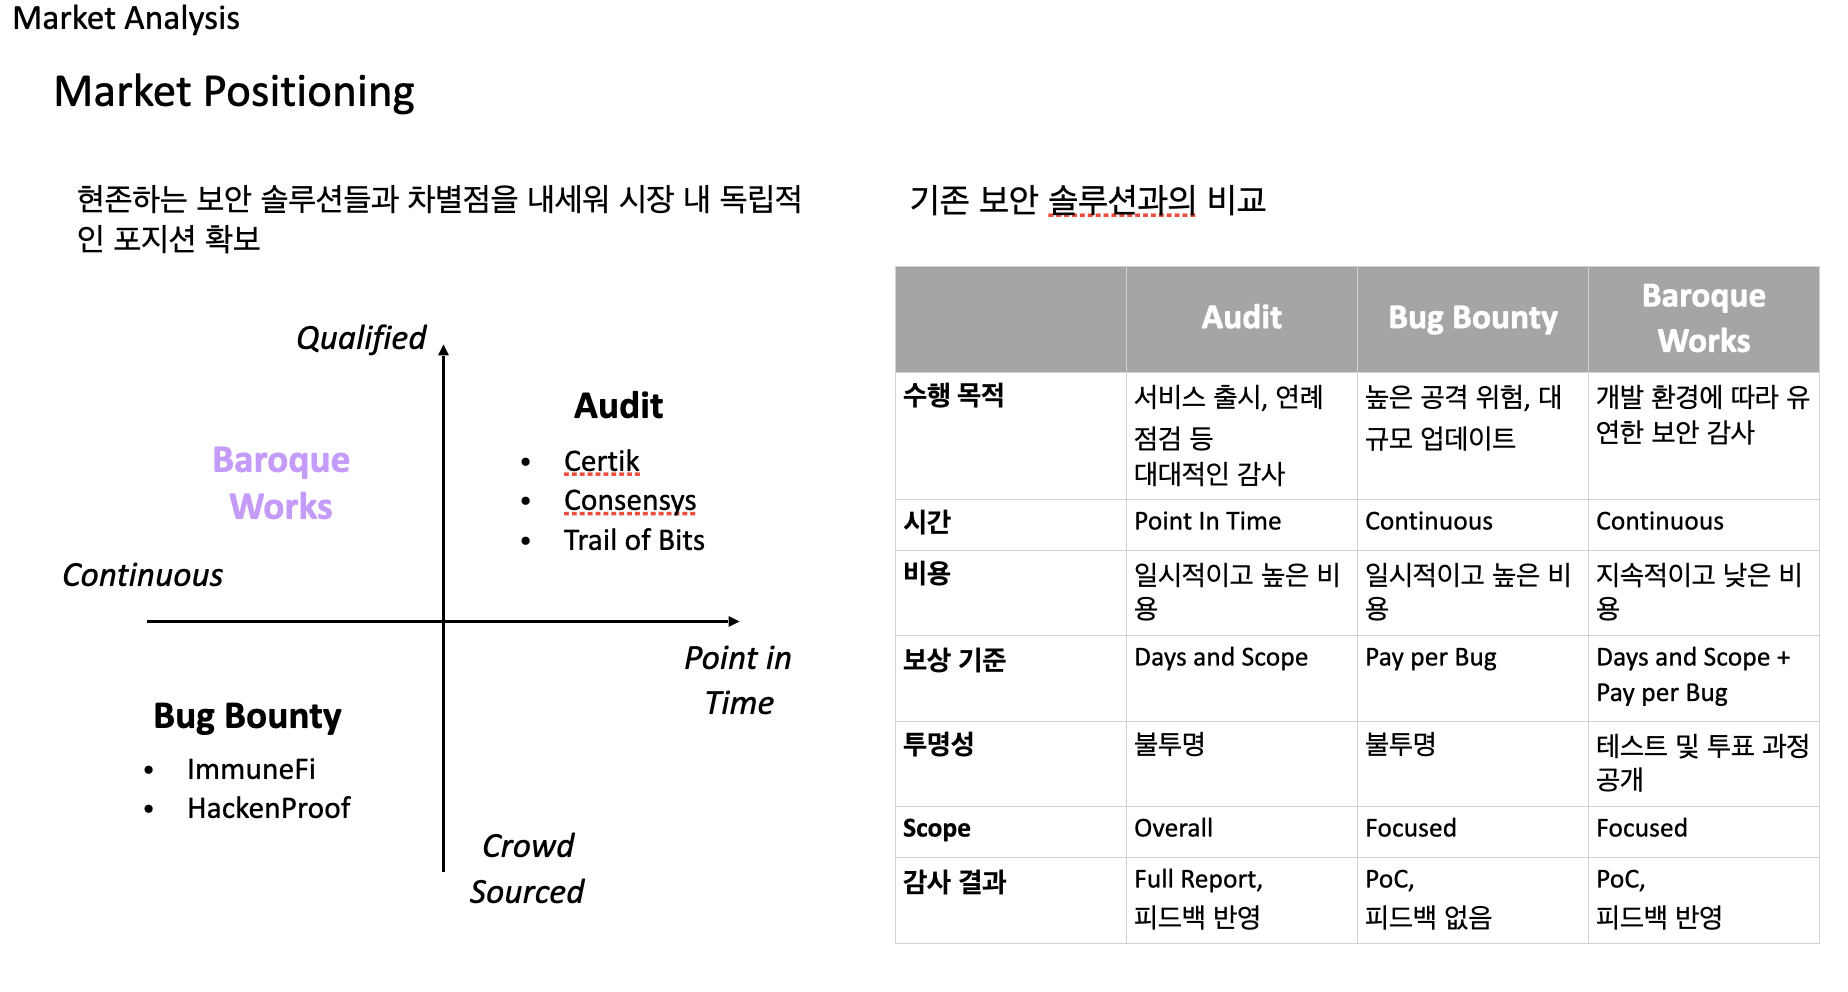 Market Analysis
Market Positioning
현존하는 보안 솔루션들과 차별점을 내세워 시장 내 독립적
인 포지션 확보
Qualified
Audit
• Certik
• Consensys
• Trail of Bits
Baroque
Works
Continuous
Point in
Time
Bug Bounty
• ImmuneFi
• HackenProof
Crowd
Sourced
기존 보안 솔루션과의 비교
Audit
Bug Bounty
Baroque
Works
수행 목적
서비스 출시, 연례
점검 등
대대적인 감사
높은 공격 위험, 대
규모 업데이트
개발 환경에 따라 유
연한 보안 감사
시간
Point In Time
Continuous
Continuous
비용
일시적이고 높은 비
용
일시적이고 높은 비
용
지속적이고 낮은 비
용
보상 기준
Days and Scope
Pay per Bug
Days and Scope +
Pay per Bug
투명성
불투명
불투명
테스트 및 투표 과정
공개
Scope
Overall
Focused
Focused
감사 결과
Full Report,
피드백 반영
PoC,
피드백 없음
PoC,
피드백 반영